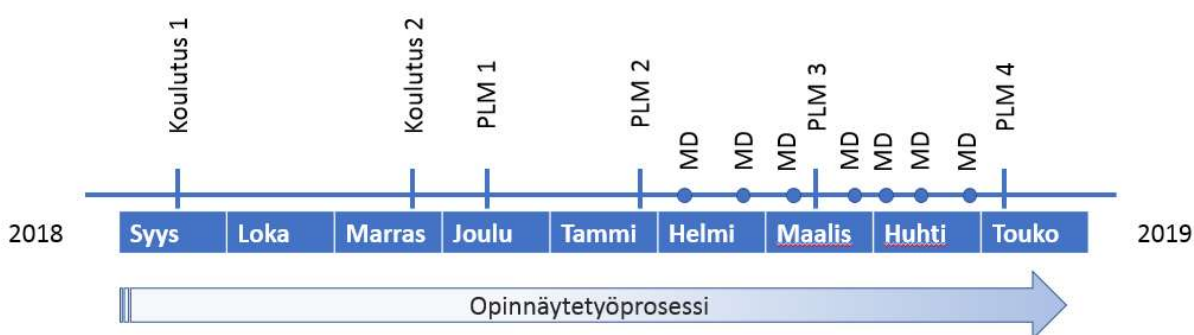 Koulutus 1
Koulutus 2
PLM 1
PLM 2
MD
MD
MD
PLM 3
MD
MD
MD
MD
PLM 4
2018
Syys
Loka
Marras
Joulu
Tammi
Helmi
Maalis
Huhti
Touko
2019
Opinnäytetyöprosessi